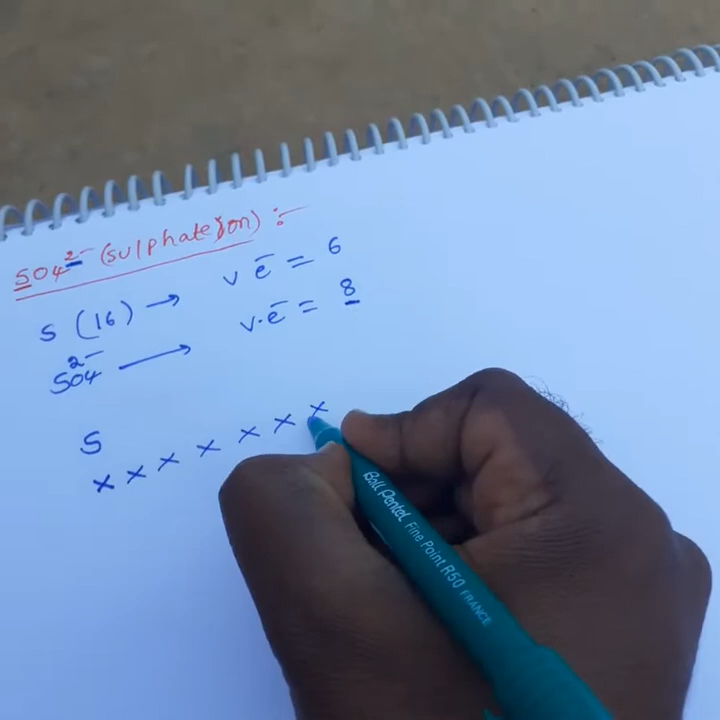 SO4²⁻ (sulphate ion) :-
S (16) → v e̅ = 6
SO4²⁻ → v.e̅ = 8
S
x x x x x x x
Ball Pentel Fine Point R50 FRANCE